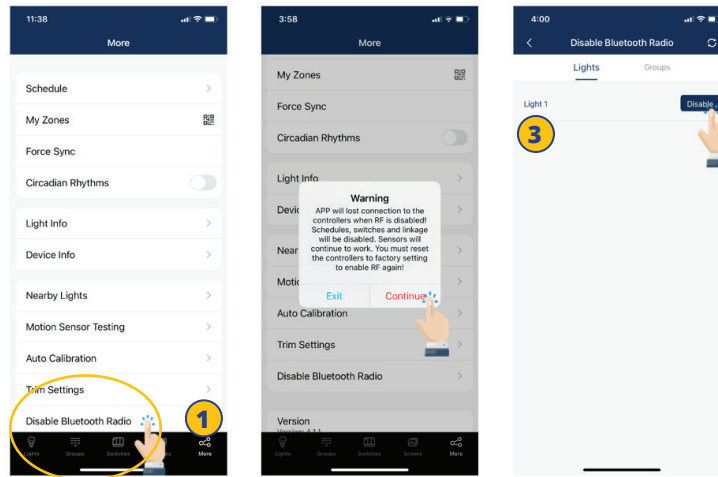 11:38
More
Schedule
My Zones
Force Sync
Circadian Rhythms
Light Info
Device Info
Nearby Lights
Motion Sensor Testing
Auto Calibration
Trim Settings
Disable Bluetooth Radio
1
Lights Groups Switches More
3:58
More
My Zones
Force Sync
Circadian Rhythms
Light Info
Warning
APP will lost connection to the
controllers when RF is disabled!
Schedules, switches and linkage
will be disabled. Sensors will
continue to work. You must reset
the controllers to factory setting
to enable RF again!
Exit Continue
Auto Calibration
Trim Settings
Disable Bluetooth Radio
Version
Version: 4.1.1
Lights Groups Switches Scenes More
4:00
Disable Bluetooth Radio
Lights Groups
Light 1
Disable
3